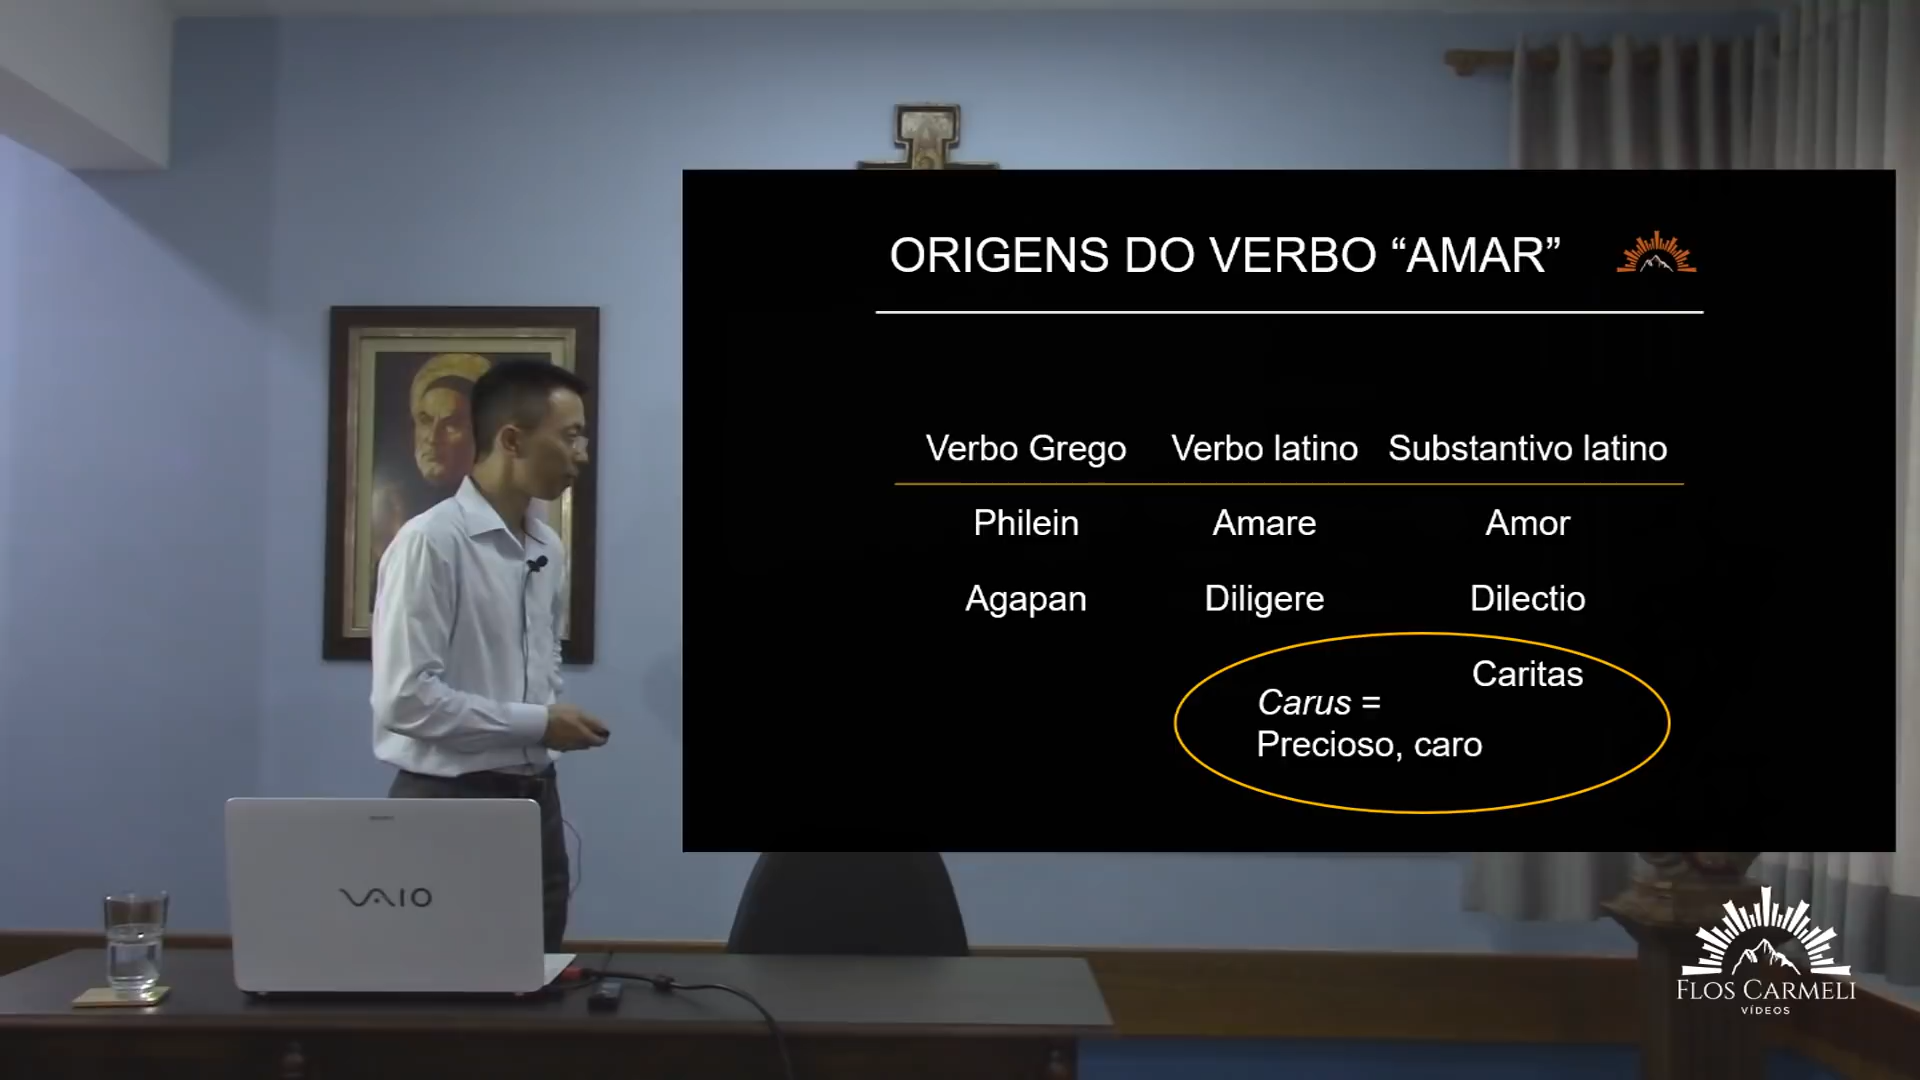 ORIGENS DO VERBO “AMAR”
Verbo Grego Verbo latino Substantivo latino
Philein Amare Amor
Agapan Diligere Dilectio
Caritas
Carus =
Precioso, caro
VAIO
FLOS CARMELI
VÍDEOS